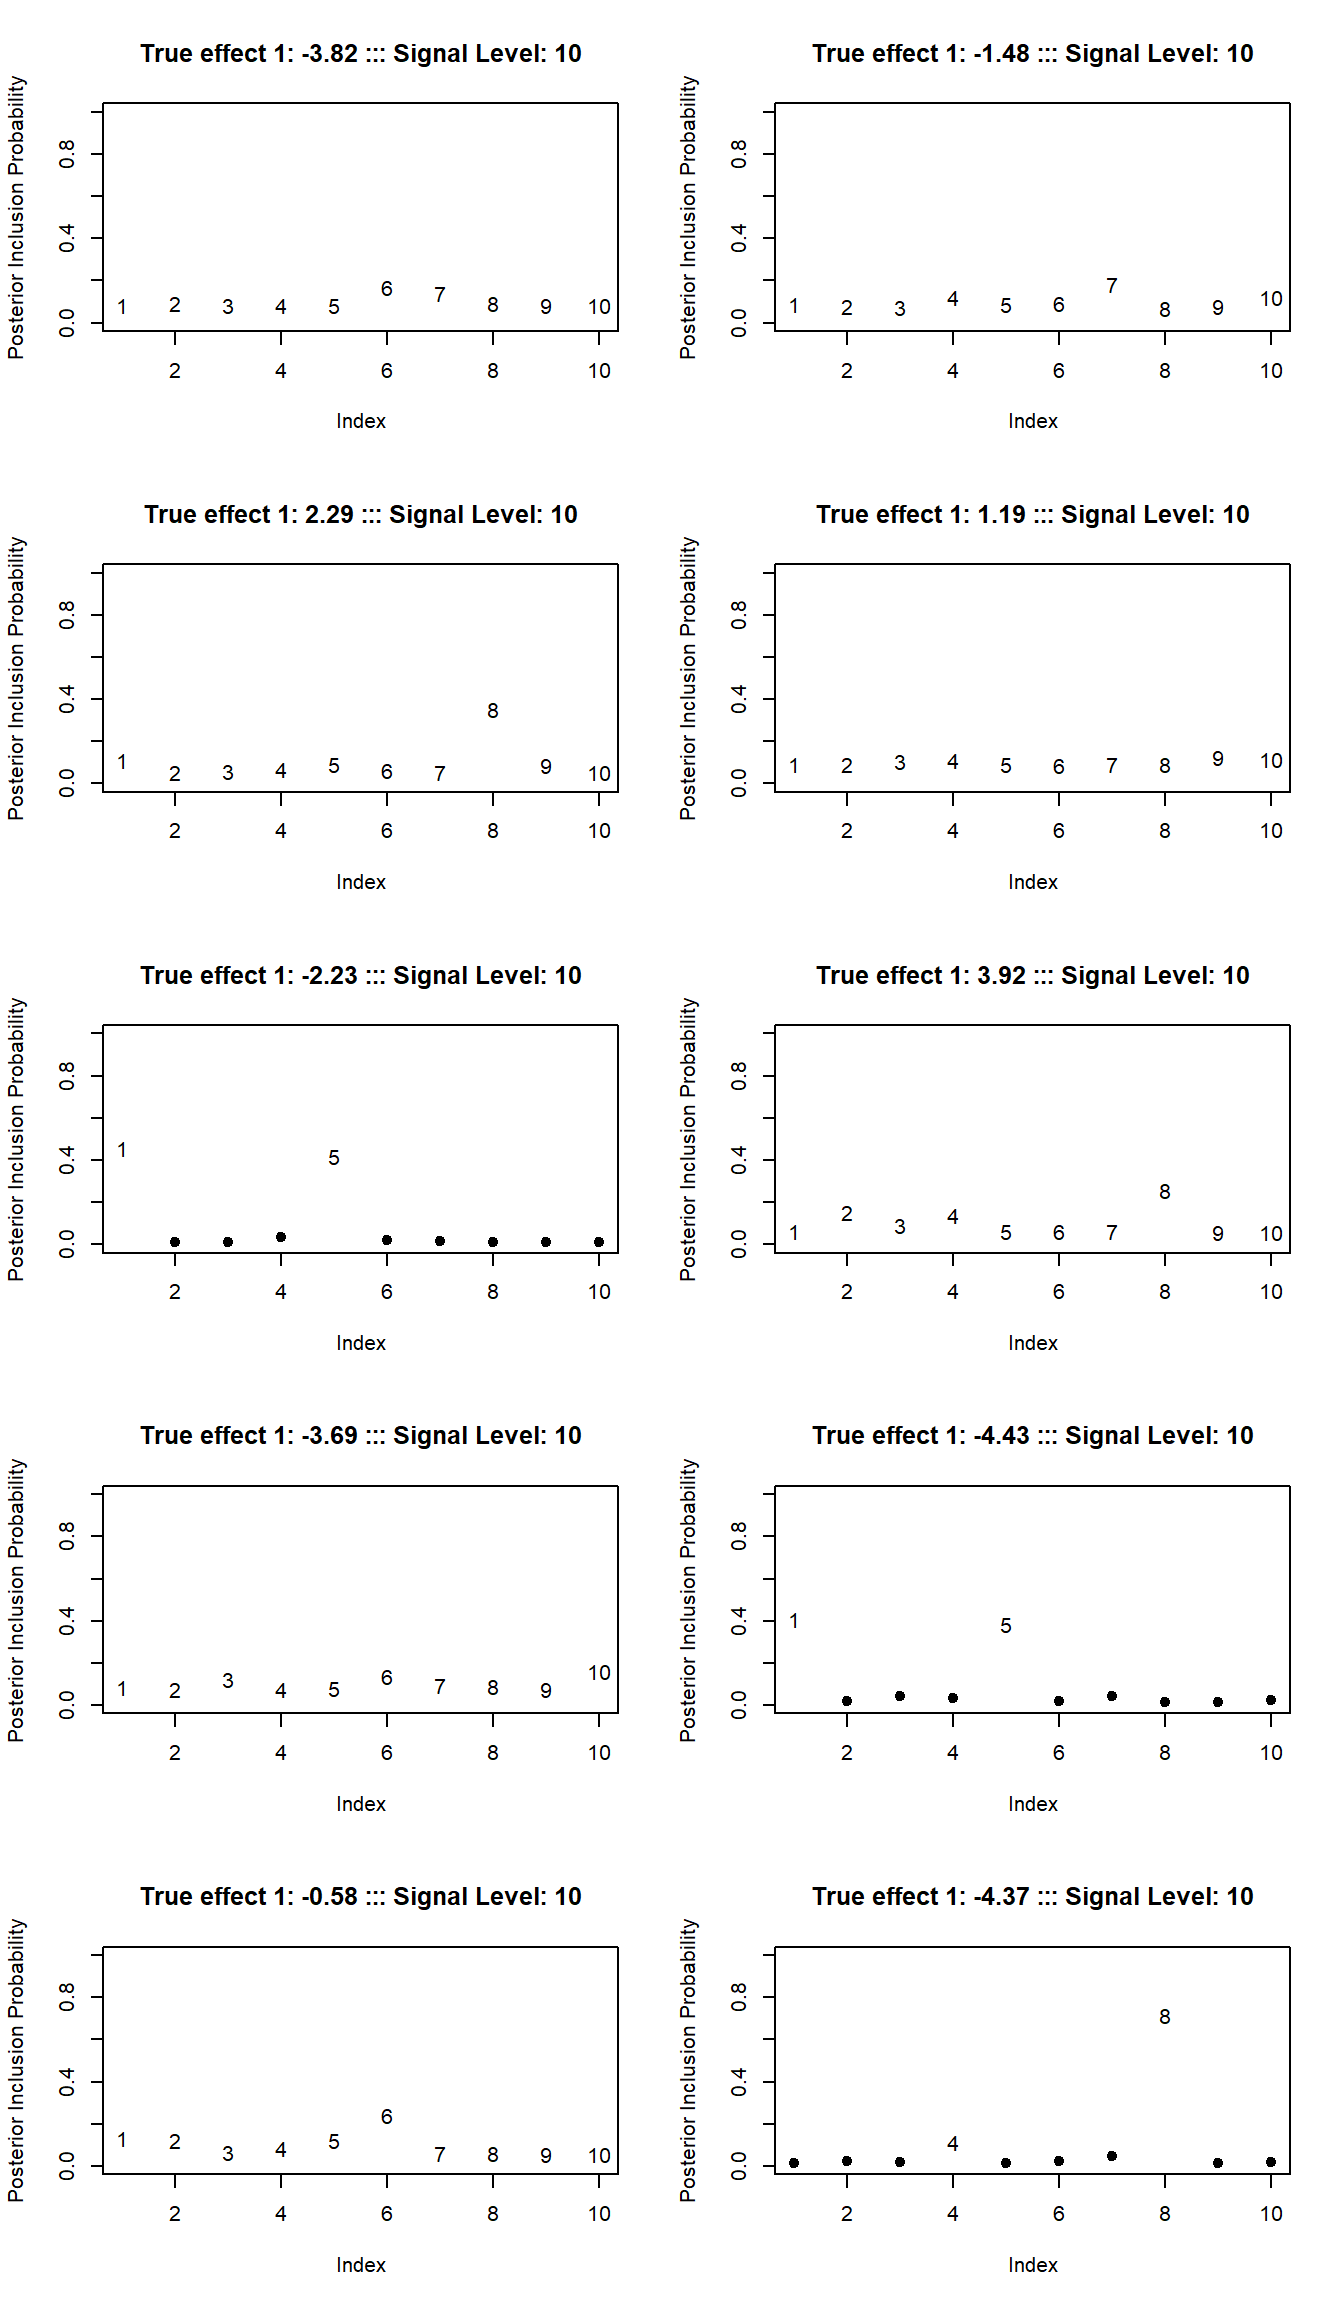 True effect 1: -3.82 ::: Signal Level: 10
Posterior Inclusion Probability
0.0 0.4 0.8
1 2 3 4 5 6 7 8 9 10
2 4 6 8 10
Index
True effect 1: -1.48 ::: Signal Level: 10
Posterior Inclusion Probability
0.0 0.4 0.8
1 2 3 4 5 6 7 8 9 10
2 4 6 8 10
Index
True effect 1: 2.29 ::: Signal Level: 10
Posterior Inclusion Probability
0.0 0.4 0.8
1 2 3 4 5 6 7 8 9 10
2 4 6 8 10
Index
True effect 1: 1.19 ::: Signal Level: 10
Posterior Inclusion Probability
0.0 0.4 0.8
1 2 3 4 5 6 7 8 9 10
2 4 6 8 10
Index
True effect 1: -2.23 ::: Signal Level: 10
Posterior Inclusion Probability
0.0 0.4 0.8
1 5
2 4 6 8 10
Index
True effect 1: 3.92 ::: Signal Level: 10
Posterior Inclusion Probability
0.0 0.4 0.8
1 2 3 4 5 6 7 8 9 10
2 4 6 8 10
Index
True effect 1: -3.69 ::: Signal Level: 10
Posterior Inclusion Probability
0.0 0.4 0.8
1 2 3 4 5 6 7 8 9 10
2 4 6 8 10
Index
True effect 1: -4.43 ::: Signal Level: 10
Posterior Inclusion Probability
0.0 0.4 0.8
1 5
2 4 6 8 10
Index
True effect 1: -0.58 ::: Signal Level: 10
Posterior Inclusion Probability
0.0 0.4 0.8
1 2 3 4 5 6 7 8 9 10
2 4 6 8 10
Index
True effect 1: -4.37 ::: Signal Level: 10
Posterior Inclusion Probability
0.0 0.4 0.8
4 8
2 4 6 8 10
Index